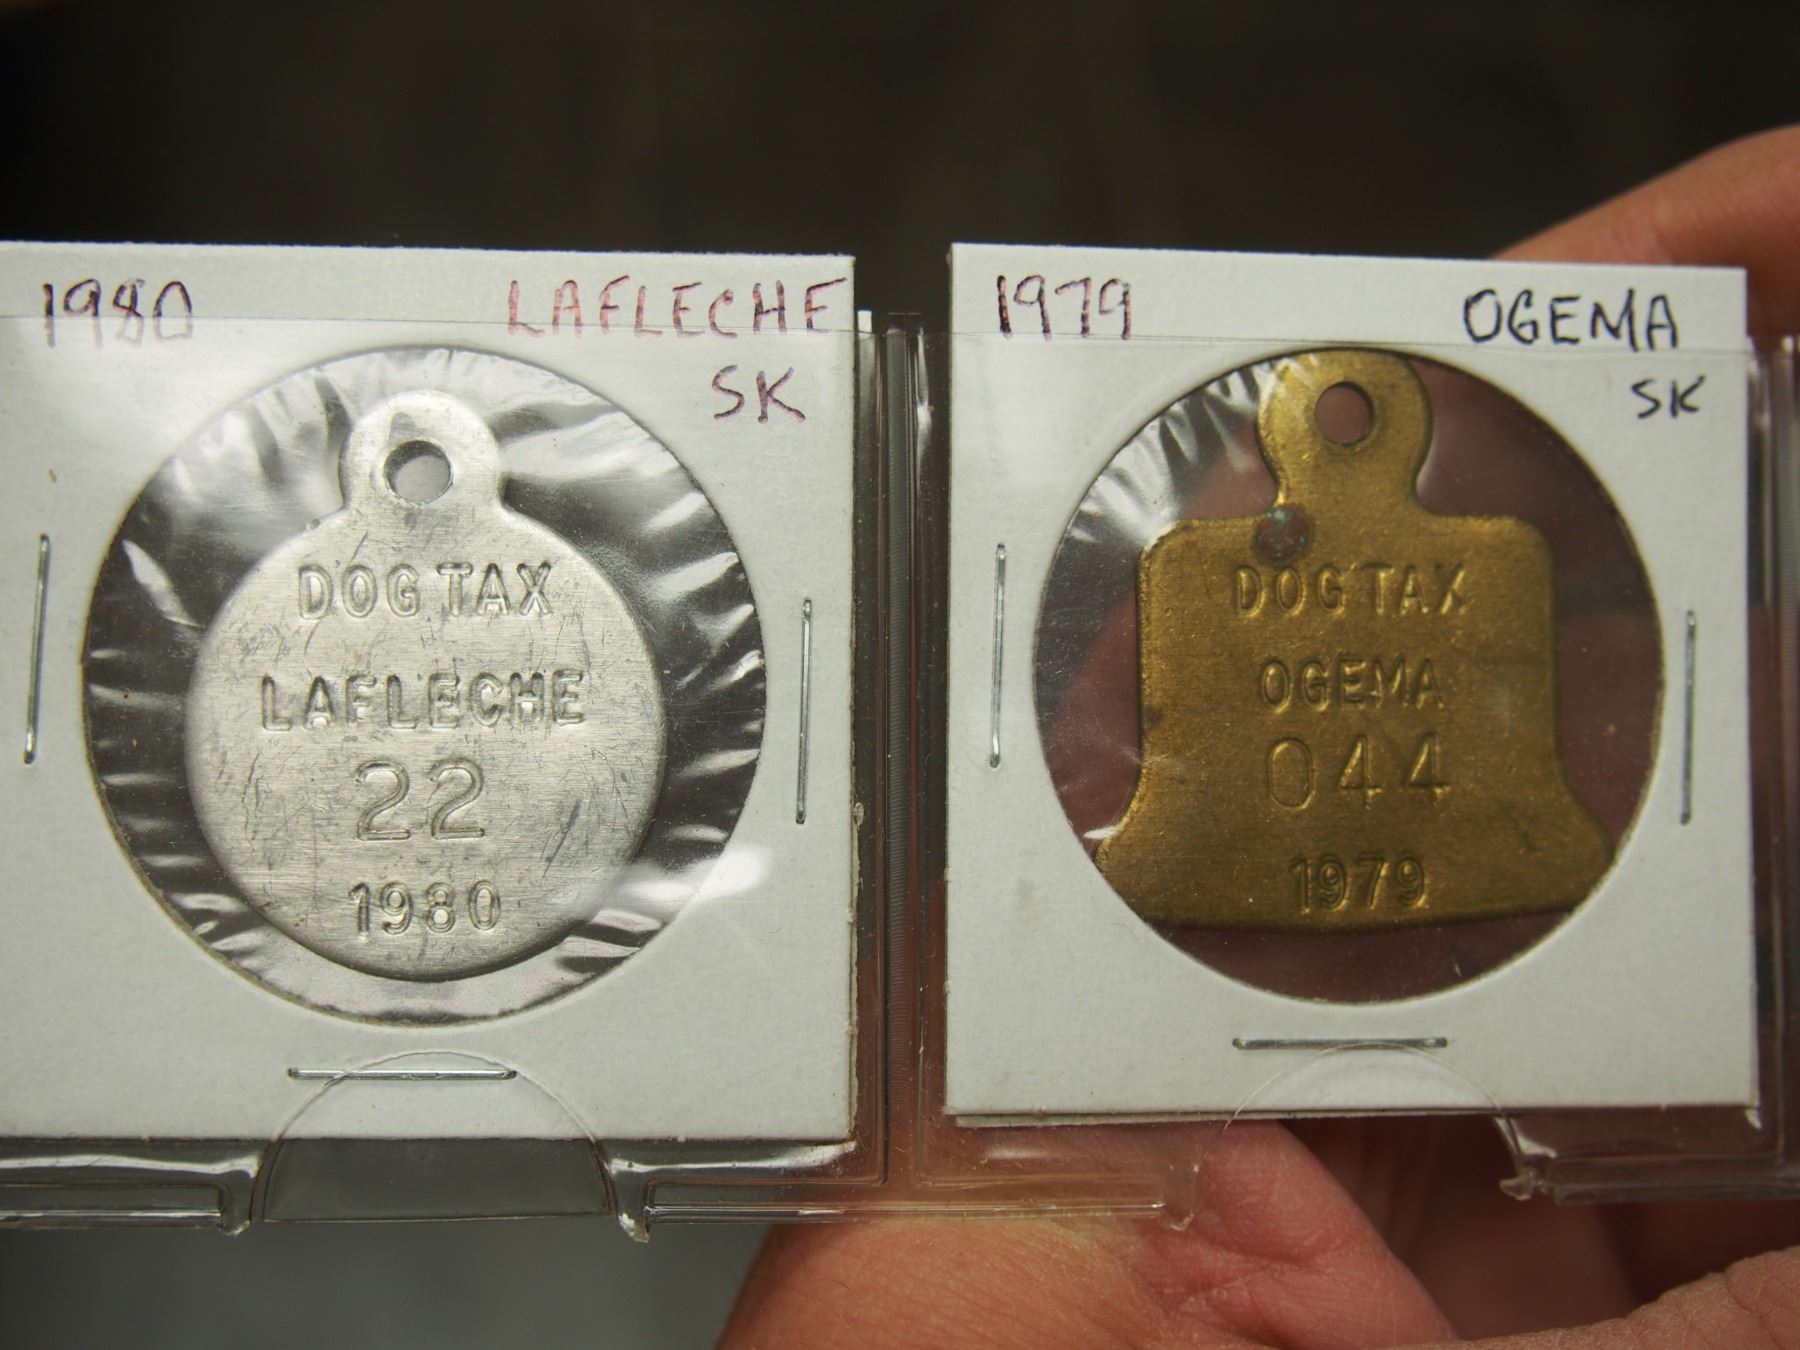 1980
LAFLECHE
SK
DOG TAX
LAFLECHE
22
1980
1979
OGEMA
SK
DOG TAX
OGEMA
044
1979